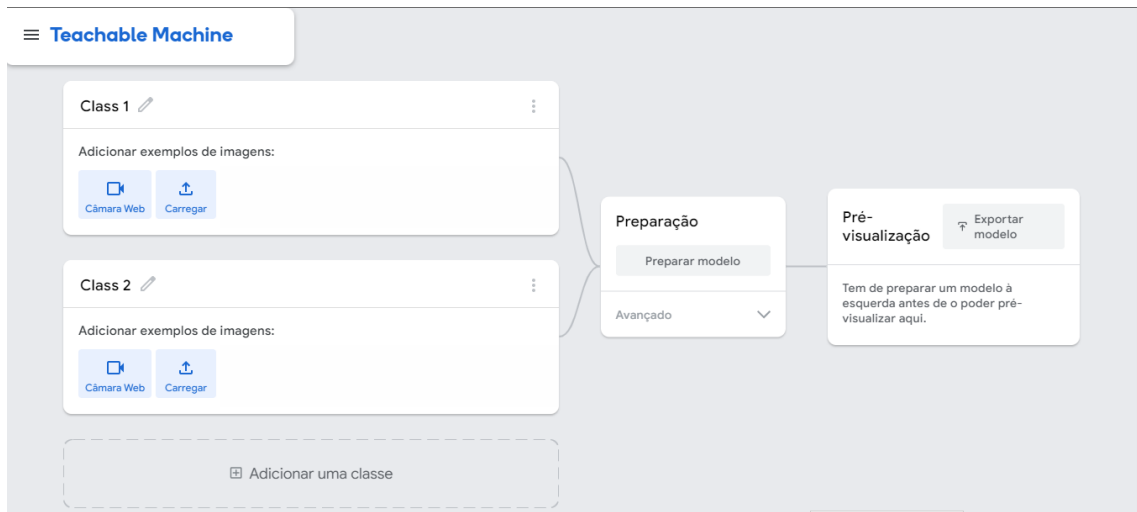 Teachable Machine
Class 1
Adicionar exemplos de imagens:
Câmara Web
Carregar
Class 2
Adicionar exemplos de imagens:
Câmara Web
Carregar
Adicionar uma classe
Preparação
Preparar modelo
Avançado
Pré-
visualização
Exportar
modelo
Tem de preparar um modelo à
esquerda antes de o poder pré-
visualizar aqui.